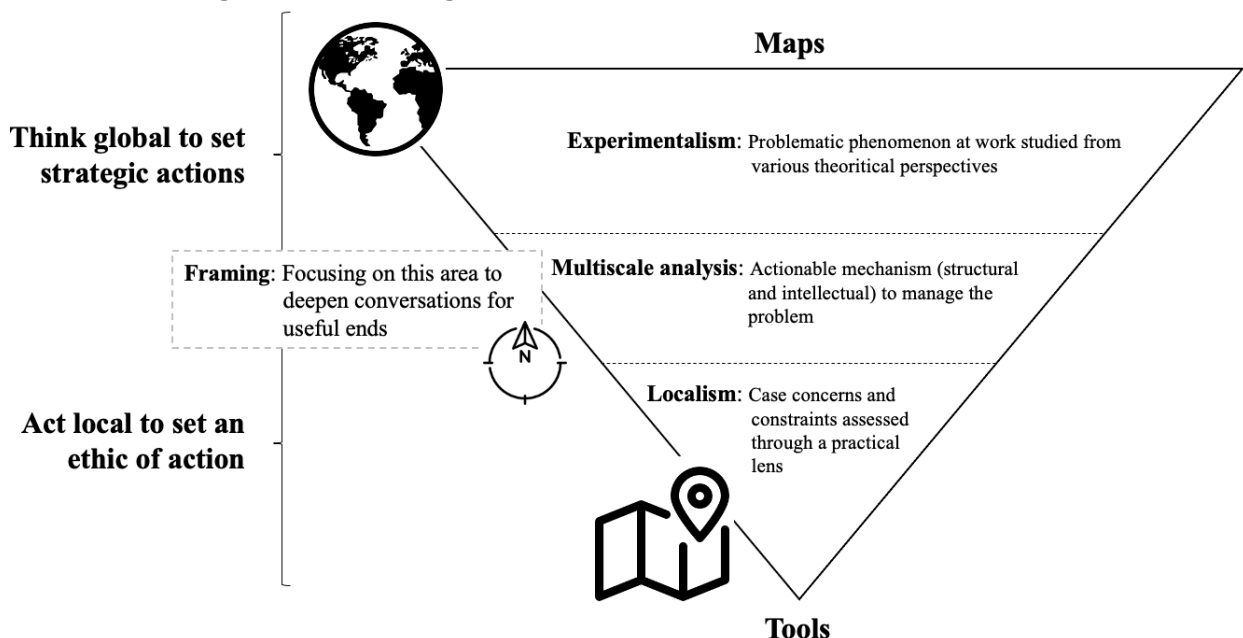 Maps
Think global to set
strategic actions
Experimentalism: Problematic phenomenon at work studied from
various theoritical perspectives
Framing: Focusing on this area to
deepen conversations for
useful ends
Multiscale analysis: Actionable mechanism (structural
and intellectual) to manage the
problem
N
Localism: Case concerns and
constraints assessed
through a practical
lens
Act local to set an
ethic of action
Tools